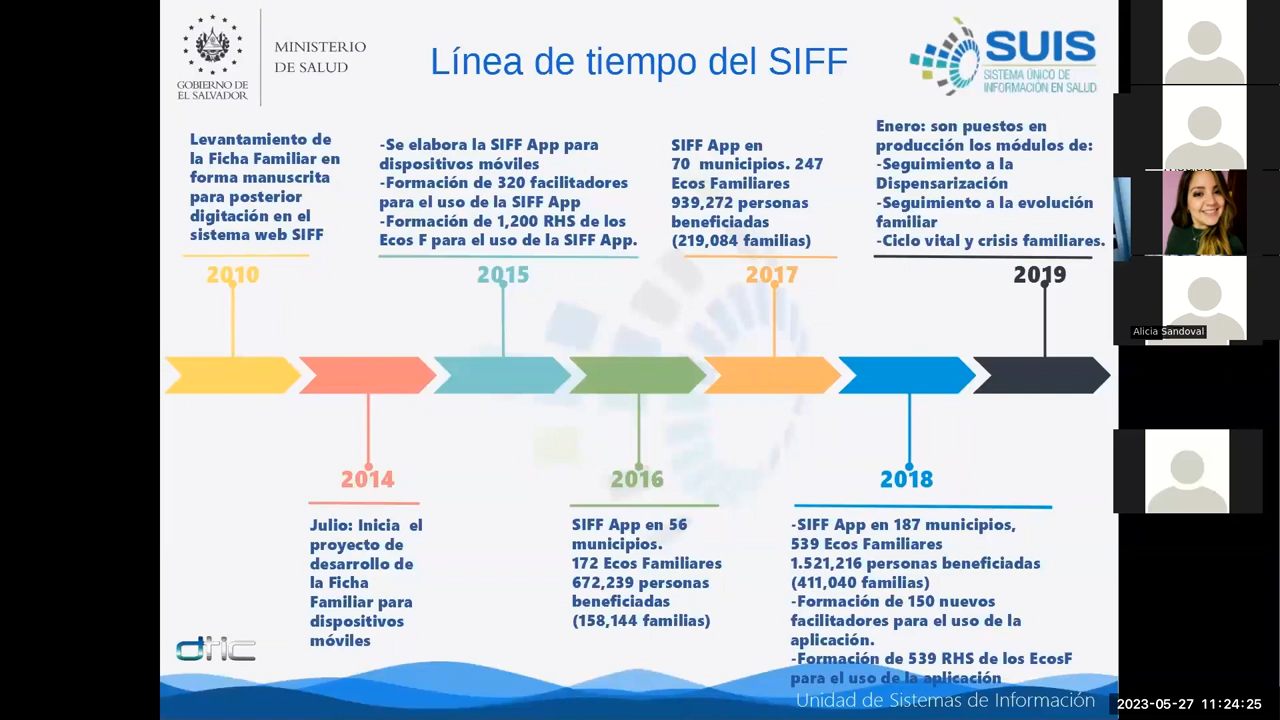 GOBIERNO DE
EL SALVADOR
MINISTERIO
DE SALUD
Línea de tiempo del SIFF
SUIS
SISTEMA ÚNICO DE
INFORMACIÓN EN SALUD
Levantamiento de
la Ficha Familiar en
forma manuscrita
para posterior
digitación en el
sistema web SIFF
2010
-Se elabora la SIFF App para
dispositivos móviles
-Formación de 320 facilitadores
para el uso de la SIFF App
-Formación de 1,200 RHS de los
Ecos F para el uso de la SIFF App.
2015
SIFF App en
70 municipios. 247
Ecos Familiares
939,272 personas
beneficiadas
(219,084 familias)
2017
Enero: son puestos en
producción los módulos de:
-Seguimiento a la
Dispensarización
-Seguimiento a la evolución
familiar
-Ciclo vital y crisis familiares.
2019
2014
Julio: Inicia el
proyecto de
desarrollo de
la Ficha
Familiar para
dispositivos
móviles
2016
SIFF App en 56
municipios.
172 Ecos Familiares
672,239 personas
beneficiadas
(158,144 familias)
2018
-SIFF App en 187 municipios,
539 Ecos Familiares
1.521,216 personas beneficiadas
(411,040 familias)
-Formación de 150 nuevos
facilitadores para el uso de la
aplicación.
-Formación de 539 RHS de los EcosF
para el uso de la aplicación
dtic
Unidad de Sistemas de Información
Alicia Sandoval
2023-05-27 11:24:25